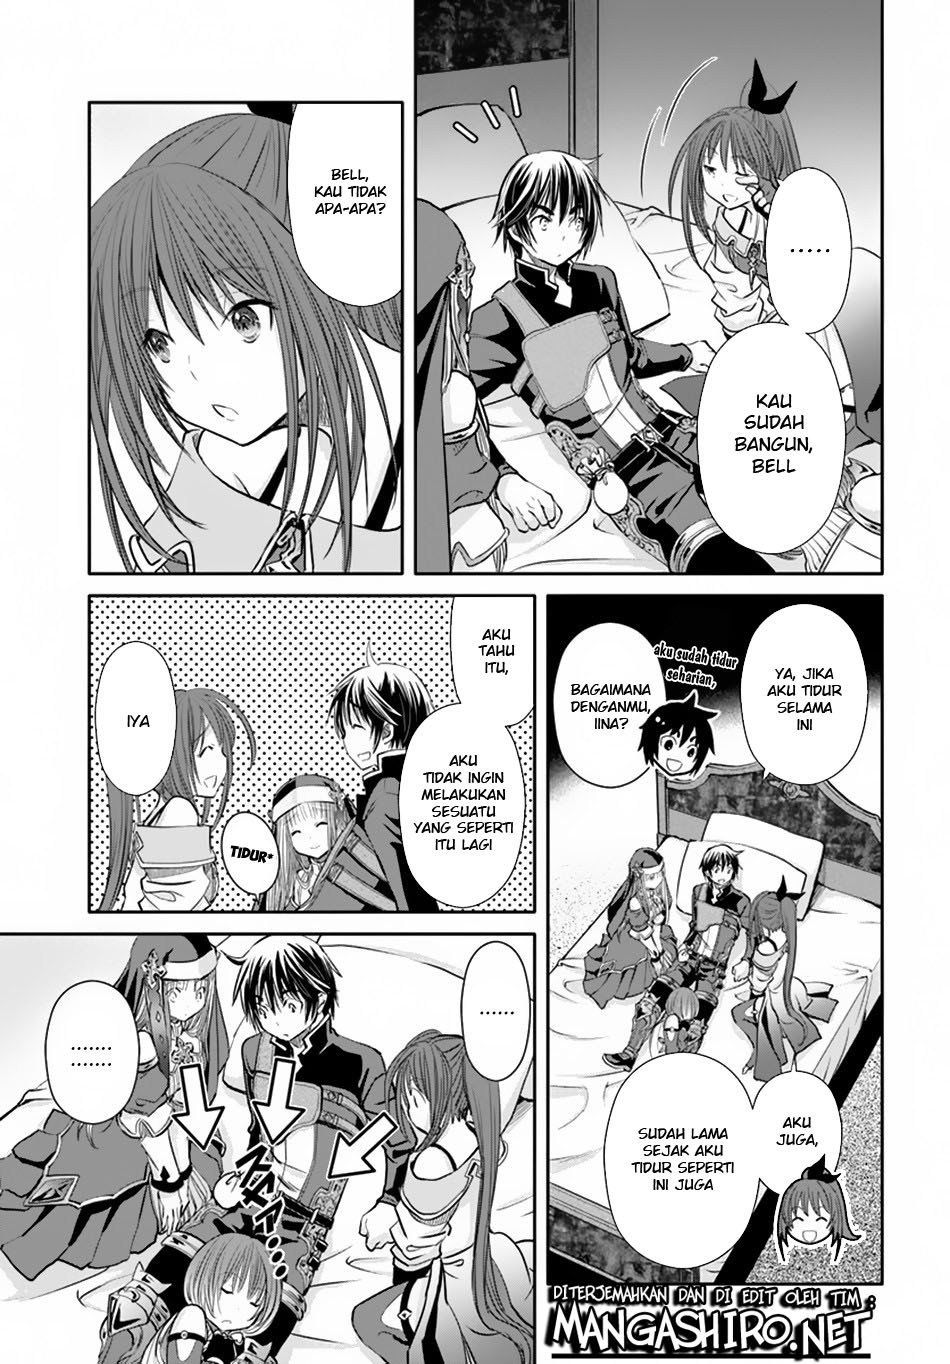 .....
KAU
SUDAH
BANGUN,
BELL
BELL,
KAU TIDAK
APA-APA?
YA, JIKA
AKU TIDUR
SELAMA
INI
aku sudah tidur
seharian,
BAGAIMANA
DENGANMU,
IINA?
AKU
JUGA,
SUDAH LAMA
SEJAK AKU
TIDUR SEPERTI
INI JUGA
AKU
TAHU
ITU,
AKU
TIDAK INGIN
MELAKUKAN
SESUATU
YANG SEPERTI
ITU LAGI
TIDUR*
IYA
.......
........
........
DITERJEMAHKAN DAN DI EDIT OLEH TIM :
MANGASHIRO.NET